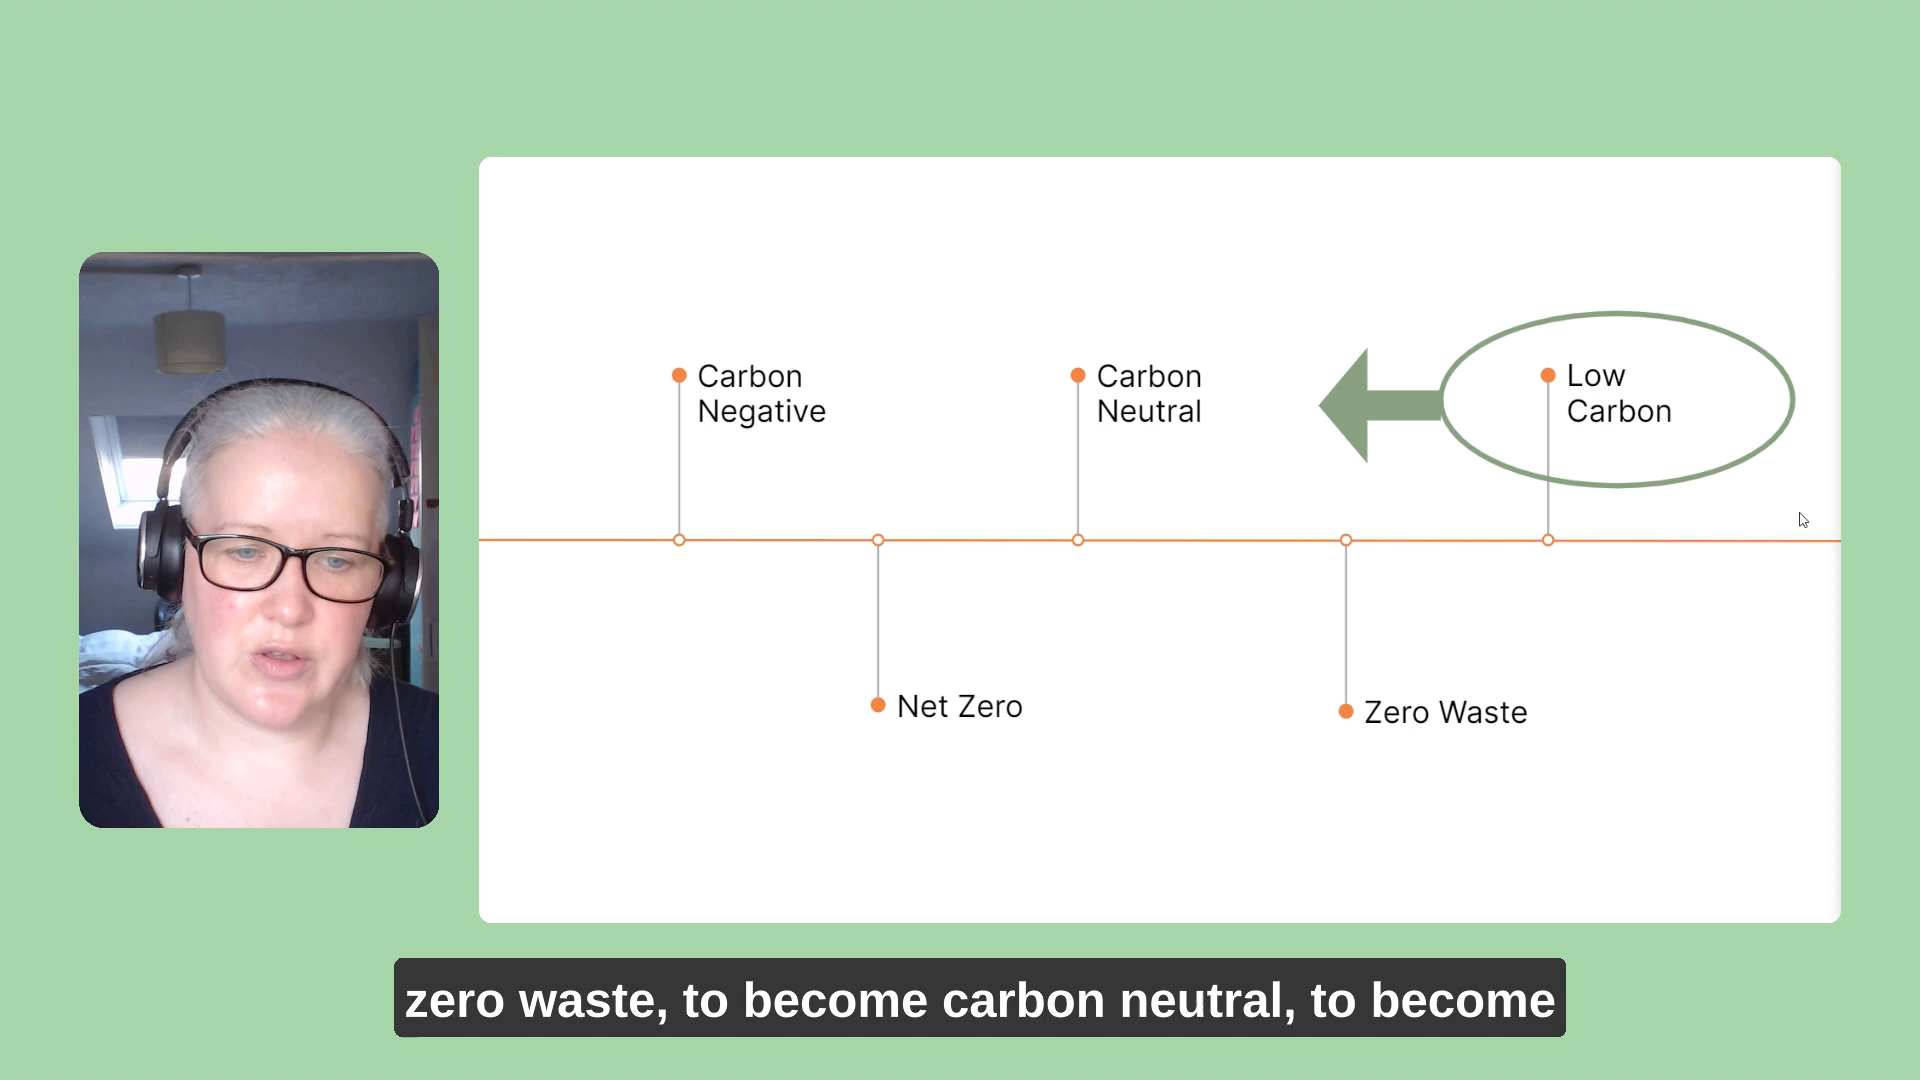 Carbon
Negative
Carbon
Neutral
Low
Carbon
Net Zero
Zero Waste
zero waste, to become carbon neutral, to become